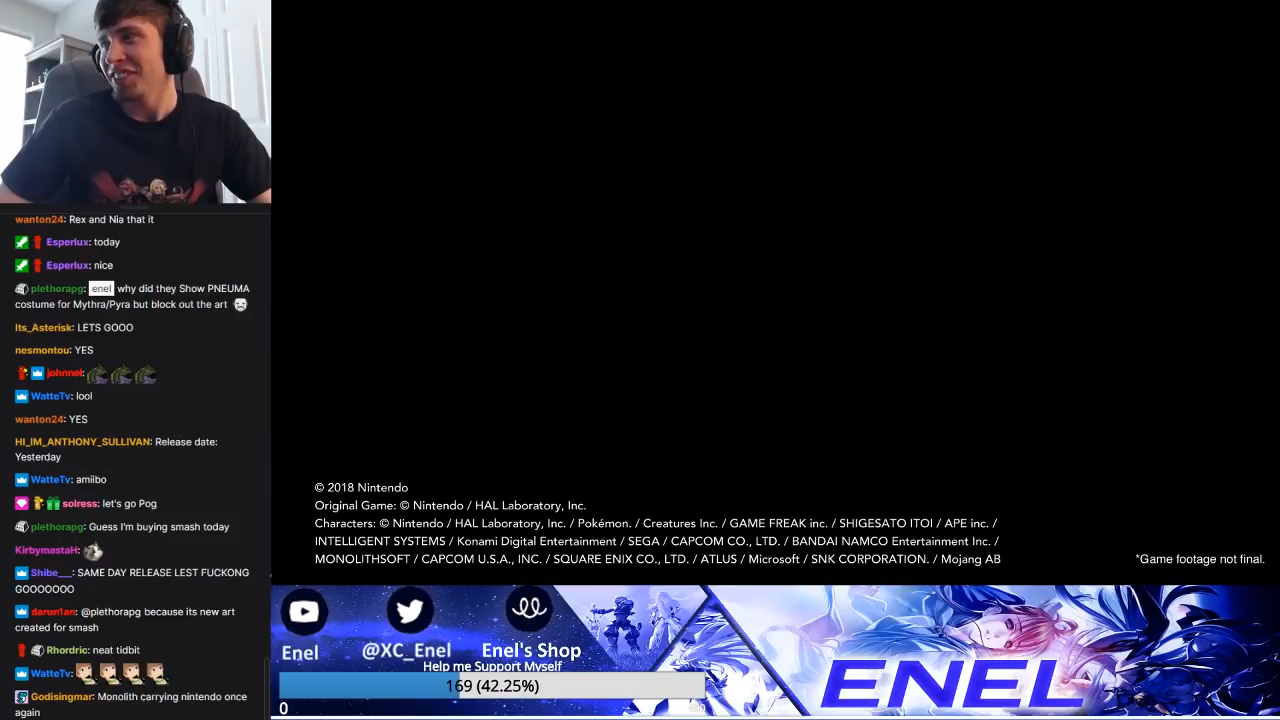 wanton24: Rex and Nia that it
Esperlux: today
Esperlux: nice
plethorapg: enel why did they Show PNEUMA
costume for Mythra/Pyra but block out the art
Its_Asterisk: LETS GOOO
nesmontou: YES
johnnel:
WatteTv: lool
wanton24: YES
HI_IM_ANTHONY_SULLIVAN: Release date:
Yesterday
WatteTv: amiibo
solress: let's go Pog
plethorapg: Guess I'm buying smash today
KirbymastaH:
Shibe___: SAME DAY RELEASE LEST FUCKONG
GOOOOOOO
darun1an: @plethorapg because its new art
created for smash
Rhordric: neat tidbit
WatteTv:
Godisingmar: Monolith carrying nintendo once
again
© 2018 Nintendo
Original Game: © Nintendo / HAL Laboratory, Inc.
Characters: © Nintendo / HAL Laboratory, Inc. / Pokémon. / Creatures Inc. / GAME FREAK inc. / SHIGESATO ITOI / APE inc. /
INTELLIGENT SYSTEMS / Konami Digital Entertainment / SEGA / CAPCOM CO., LTD. / BANDAI NAMCO Entertainment Inc. /
MONOLITHSOFT / CAPCOM U.S.A., INC. / SQUARE ENIX CO., LTD. / ATLUS / Microsoft / SNK CORPORATION. / Mojang AB
*Game footage not final.
Enel
@XC_Enel
Enel's Shop
Help me Support Myself
169 (42.25%)
0
ENEL